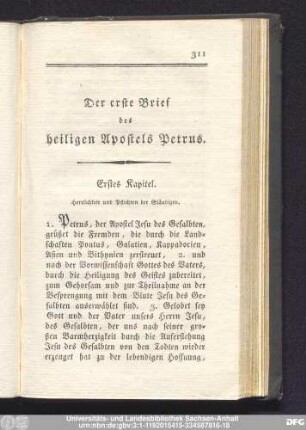 311
Der erste Brief
des
heiligen Apostels Petrus.
Erstes Kapitel.
Herrlichkeit und Pflichten der Gläubigen.
1. Petrus, der Apostel Jesu des Gesalbten,
grüßet die Fremden, die durch die Land-
schaften Pontus, Galatien, Kappadocien,
Asien und Bithynien zerstreuet, 2. und
nach der Vorwissenschaft Gottes des Vaters,
durch die Heiligung des Geistes zubereitet,
zum Gehorsam und zur Theilnahme an der
Besprengung mit dem Blute Jesu des Ge-
salbten auserwählet sind. 3. Gelobet sey
Gott und der Vater unsers Herrn Jesu,
des Gesalbten, der uns nach seiner gros-
sen Barmherzigkeit durch die Auferstehung
Jesu des Gesalbten von den Todten wieder
erzeuget hat zu der lebendigen Hoffnung,
Universitäts- und Landesbibliothek Sachsen-Anhalt
urn:nbn:de:gbv:3:1-1192015415-334687816-18
DFG